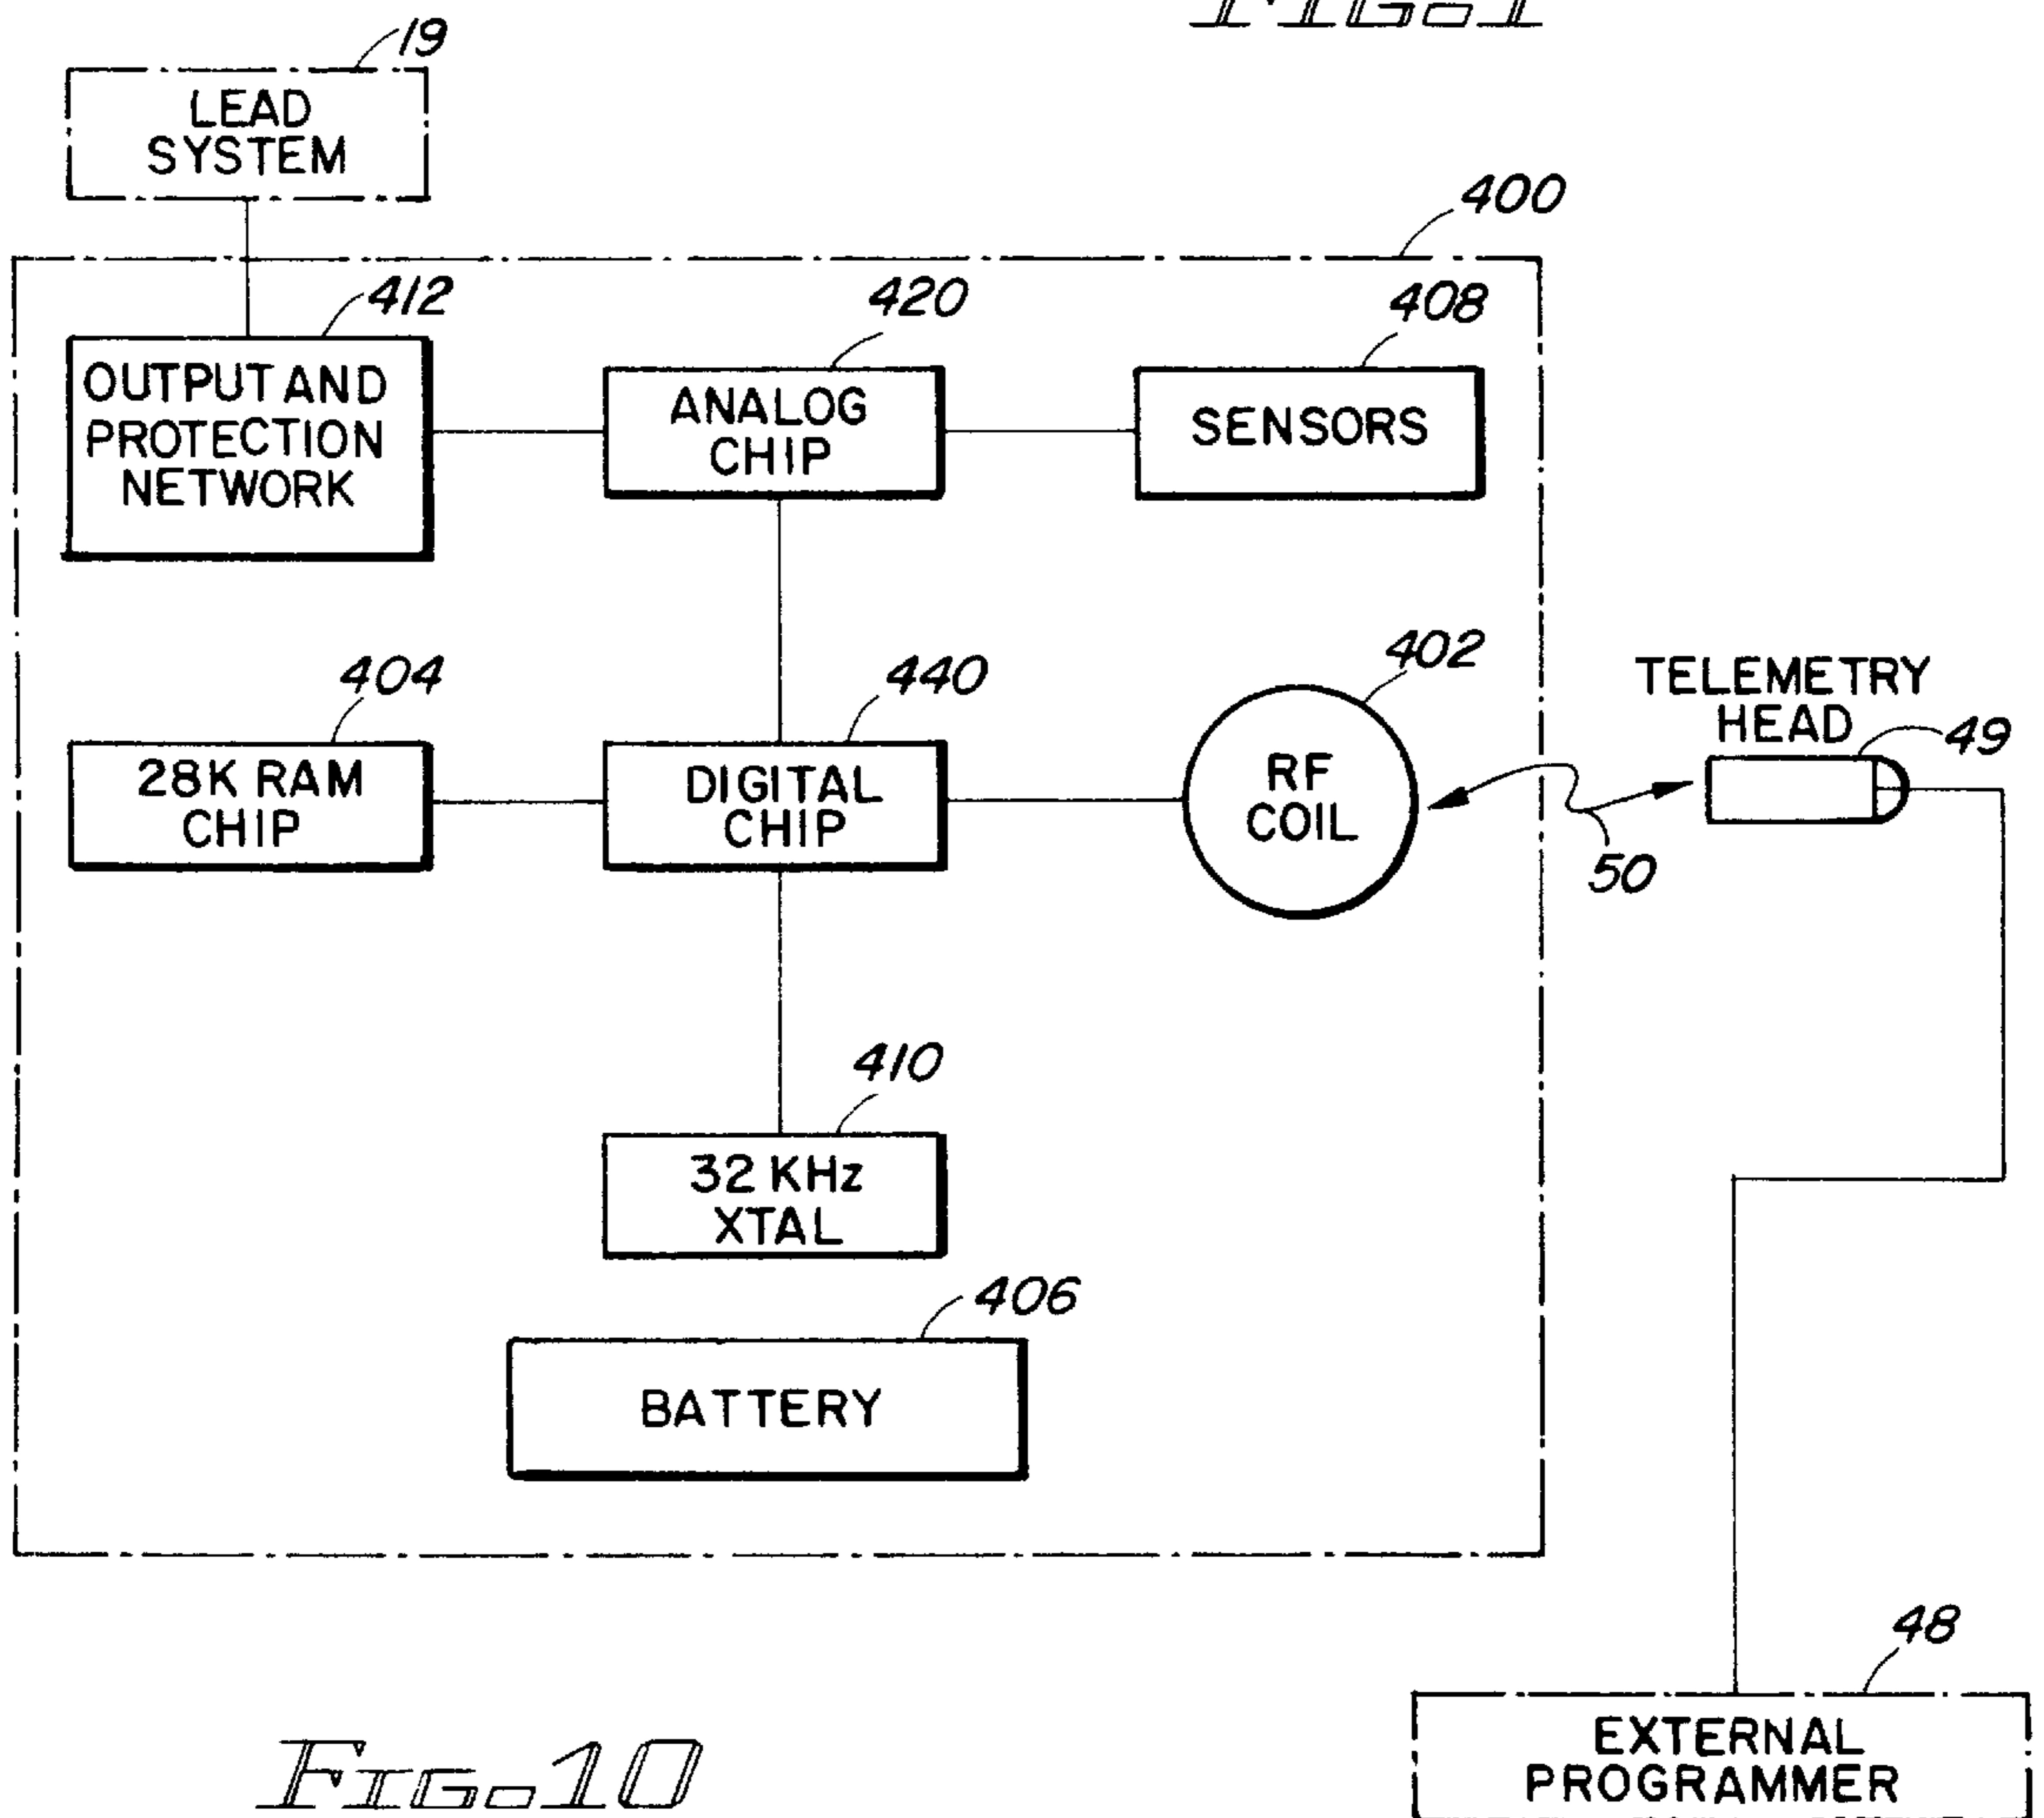 FIG. 1
19
LEAD
SYSTEM
400
412
420
408
OUTPUT AND
PROTECTION
NETWORK
ANALOG
CHIP
SENSORS
404
440
402
TELEMETRY
HEAD
49
28K RAM
CHIP
DIGITAL
CHIP
RF
COIL
50
410
32 KHz
XTAL
406
BATTERY
48
EXTERNAL
PROGRAMMER
FIG. 10